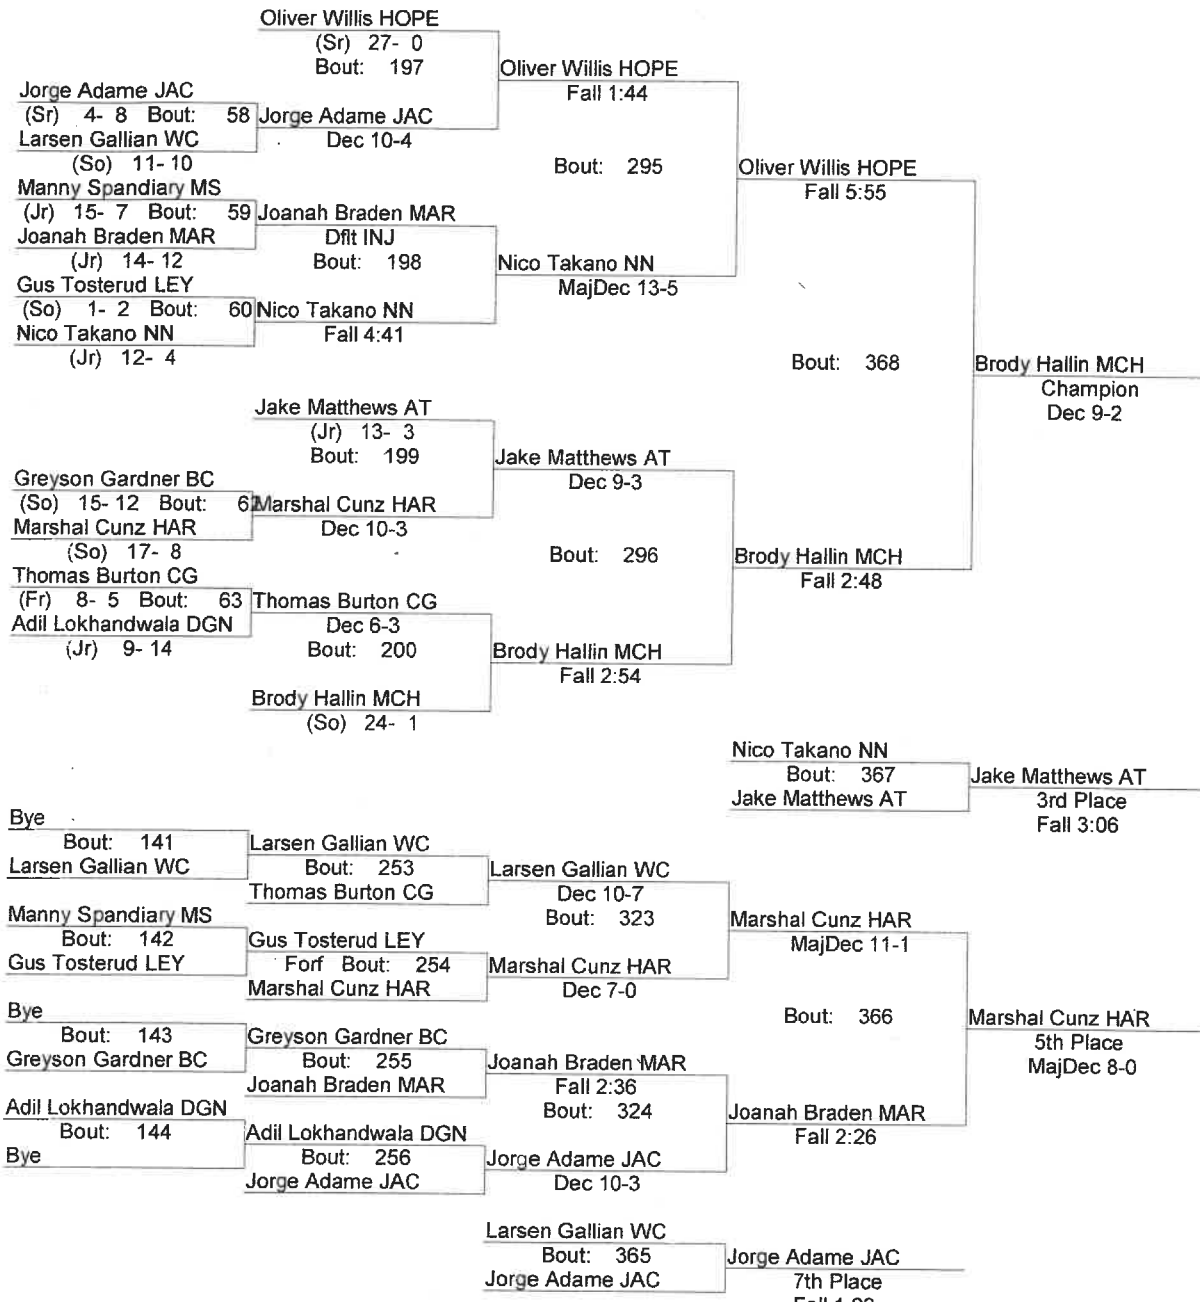 Oliver Willis HOPE
(Sr) 27- 0
Bout: 197
Oliver Willis HOPE
Fall 1:44
Jorge Adame JAC
(Sr) 4- 8 Bout: 58
Jorge Adame JAC
Dec 10-4
Larsen Gallian WC
(So) 11- 10
Bout: 295
Oliver Willis HOPE
Fall 5:55
Manny Spandiary MS
(Jr) 15- 7 Bout: 59
Joanah Braden MAR
Dflt INJ
Joanah Braden MAR
(Jr) 14- 12
Bout: 198
Nico Takano NN
MajDec 13-5
Gus Tosterud LEY
(So) 1- 2 Bout: 60
Nico Takano NN
Fall 4:41
Nico Takano NN
(Jr) 12- 4
Bout: 368
Brody Hallin MCH
Champion
Dec 9-2
Jake Matthews AT
(Jr) 13- 3
Bout: 199
Jake Matthews AT
Dec 9-3
Greyson Gardner BC
(So) 15- 12 Bout:
Marshal Cunz HAR
Dec 10-3
Marshal Cunz HAR
(So) 17- 8
Bout: 296
Brody Hallin MCH
Fall 2:48
Thomas Burton CG
(Fr) 8- 5 Bout: 63
Thomas Burton CG
Dec 6-3
Adil Lokhandwala DGN
(Jr) 9- 14
Bout: 200
Brody Hallin MCH
Fall 2:54
Brody Hallin MCH
(So) 24- 1
Nico Takano NN
Bout: 367
Jake Matthews AT
Jake Matthews AT
3rd Place
Fall 3:06
Bye
Bout: 141
Larsen Gallian WC
Larsen Gallian WC
Bout: 253
Thomas Burton CG
Larsen Gallian WC
Dec 10-7
Bout: 323
Manny Spandiary MS
Bout: 142
Gus Tosterud LEY
Gus Tosterud LEY
Forf Bout: 254
Marshal Cunz HAR
Marshal Cunz HAR
Dec 7-0
Marshal Cunz HAR
MajDec 11-1
Bye
Bout: 143
Greyson Gardner BC
Greyson Gardner BC
Bout: 255
Joanah Braden MAR
Joanah Braden MAR
Fall 2:36
Bout: 324
Bout: 366
Marshal Cunz HAR
5th Place
MajDec 8-0
Adil Lokhandwala DGN
Bout: 144
Bye
Adil Lokhandwala DGN
Bout: 256
Jorge Adame JAC
Jorge Adame JAC
Dec 10-3
Joanah Braden MAR
Fall 2:26
Larsen Gallian WC
Bout: 365
Jorge Adame JAC
Jorge Adame JAC
7th Place